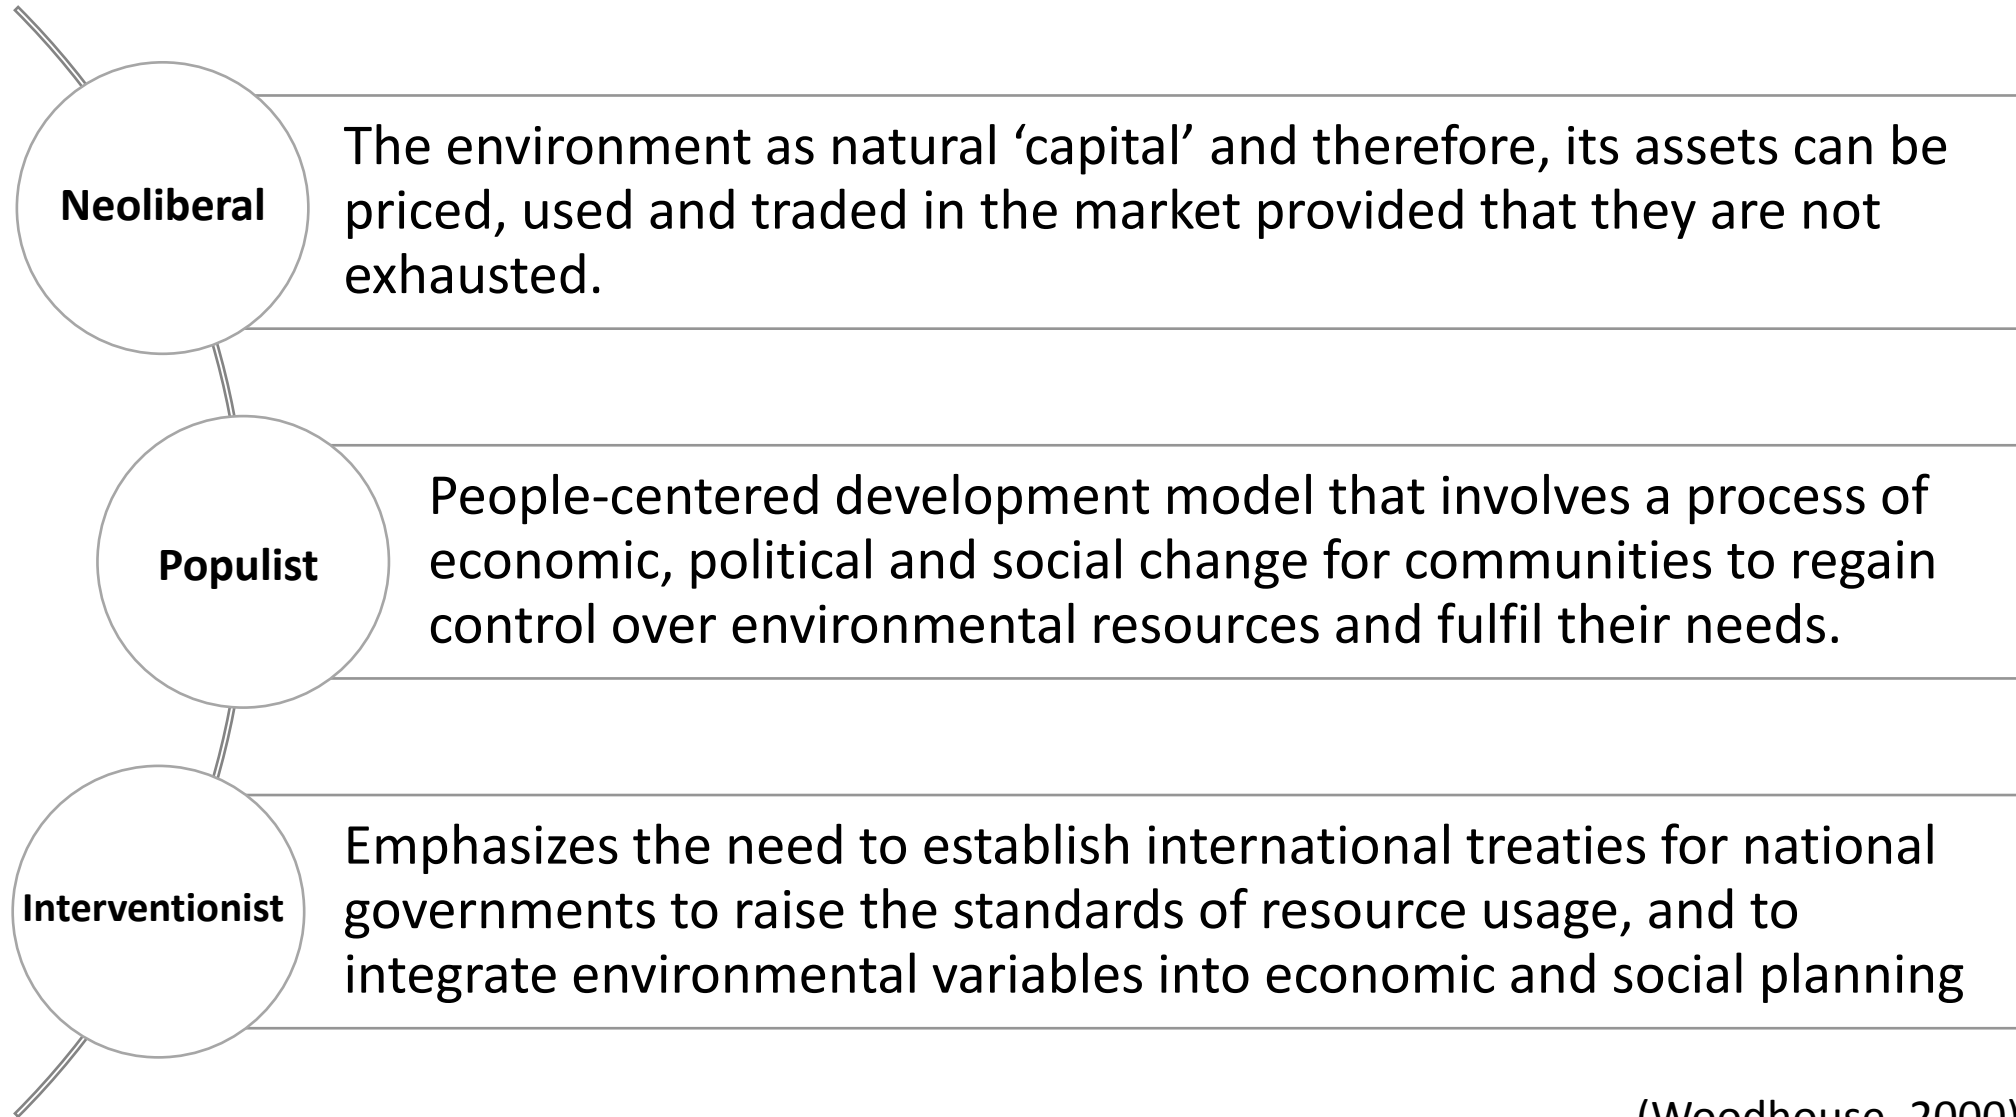 Neoliberal
The environment as natural ‘capital’ and therefore, its assets can be
priced, used and traded in the market provided that they are not
exhausted.
Populist
People-centered development model that involves a process of
economic, political and social change for communities to regain
control over environmental resources and fulfil their needs.
Interventionist
Emphasizes the need to establish international treaties for national
governments to raise the standards of resource usage, and to
integrate environmental variables into economic and social planning
(Woodhouse, 2000)